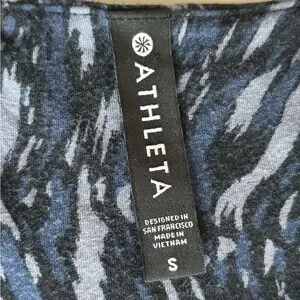 ATHLETA
DESIGNED IN
SAN FRANCISCO
MADE IN
VIETNAM
S